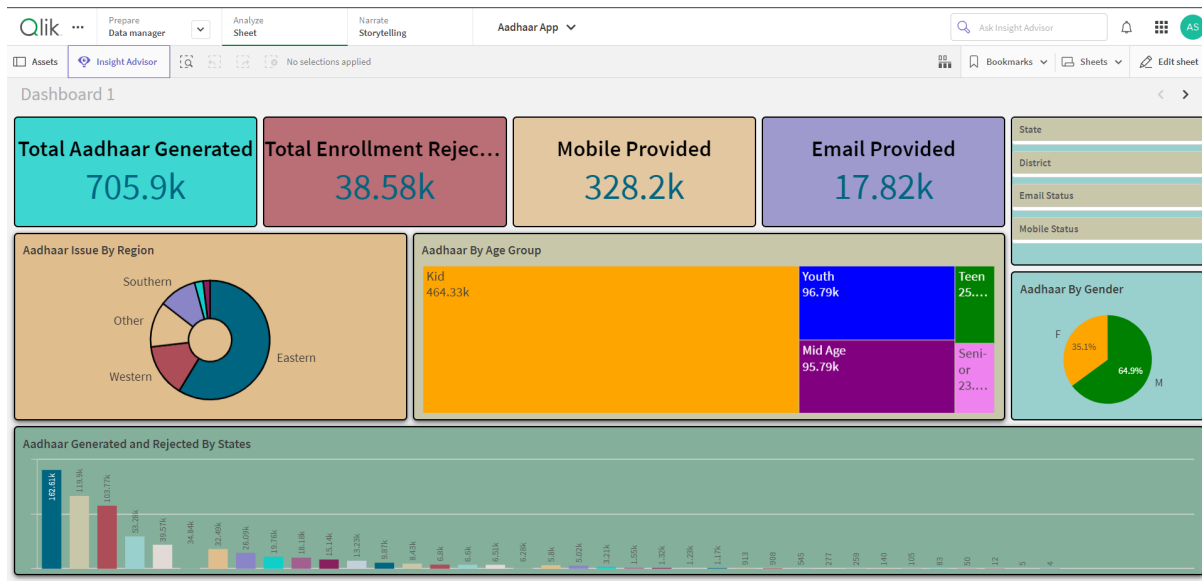 Qlik
Prepare
Data manager
Analyze
Sheet
Narrate
Storytelling
Aadhaar App
Ask Insight Advisor
AS
Assets
Insight Advisor
No selections applied
Bookmarks
Sheets
Edit sheet
Dashboard 1
Total Aadhaar Generated
705.9k
Total Enrollment Rejec...
38.58k
Mobile Provided
328.2k
Email Provided
17.82k
State
District
Email Status
Mobile Status
Aadhaar Issue By Region
Southern
Other
Western
Eastern
Aadhaar By Age Group
Kid
464.33k
Youth
96.79k
Mid Age
95.79k
Teen
25....
Seni-
or
23....
Aadhaar By Gender
F
35.1%
64.9%
M
Aadhaar Generated and Rejected By States
162.61k
119.9k
103.77k
53.28k
39.57k
34.84k
32.49k
26.09k
19.76k
18.18k
15.14k
13.23k
9.87k
8.43k
6.8k
6.6k
6.51k
6.28k
5.8k
5.02k
3.21k
1.55k
1.32k
1.23k
1.17k
913
908
545
277
259
140
105
83
50
12
5
4